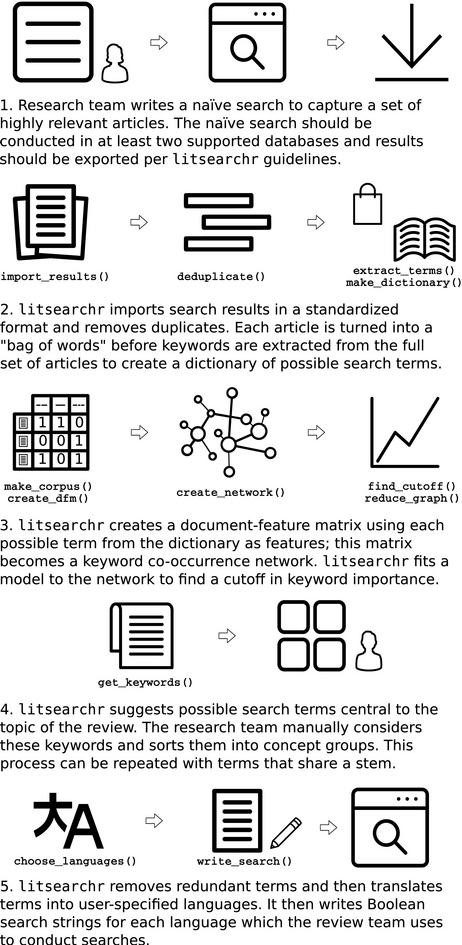 1. Research team writes a naïve search to capture a set of
highly relevant articles. The naïve search should be
conducted in at least two supported databases and results
should be exported per litsearchr guidelines.
import_results()
deduplicate()
extract_terms()
make_dictionary()
2. litsearchr imports search results in a standardized
format and removes duplicates. Each article is turned into a
"bag of words" before keywords are extracted from the full
set of articles to create a dictionary of possible search terms.
1 1 0
0 0 1
1 0 1
make_corpus()
create_dfm()
create_network()
find_cutoff()
reduce_graph()
3. litsearchr creates a document-feature matrix using each
possible term from the dictionary as features; this matrix
becomes a keyword co-occurrence network. litsearchr fits a
model to the network to find a cutoff in keyword importance.
get_keywords()
4. litsearchr suggests possible search terms central to the
topic of the review. The research team manually considers
these keywords and sorts them into concept groups. This
process can be repeated with terms that share a stem.
大A
choose_languages()
write_search()
5. litsearchr removes redundant terms and then translates
terms into user-specified languages. It then writes Boolean
search strings for each language which the review team uses
to conduct searches.